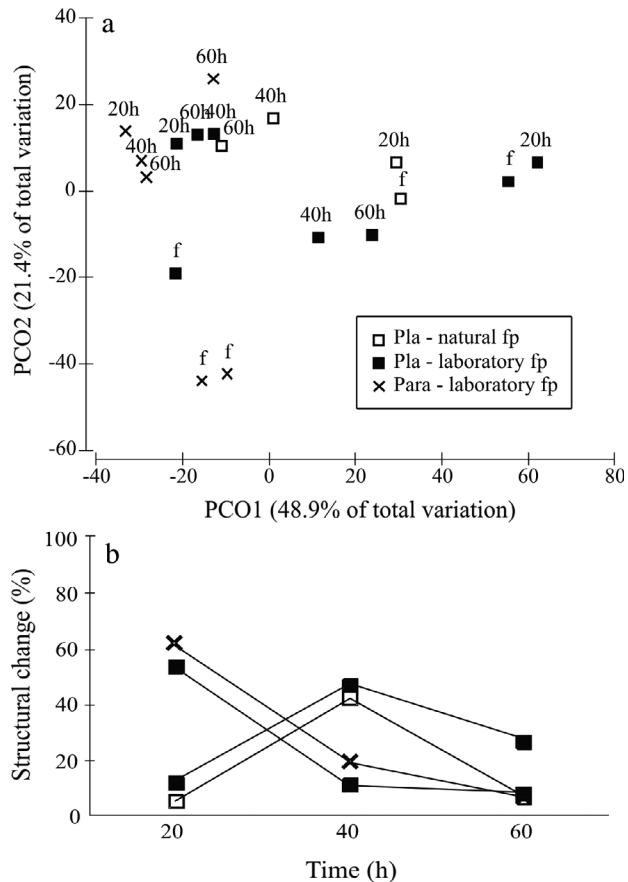 a
40
20
0
-20
-40
-60
PCO2 (21.4% of total variation)
60h
40h
20h
20h
60h
40h
60h
40h
60h
20h
f
f
20h
40h
60h
f
f
f
Pla - natural fp
Pla - laboratory fp
Para - laboratory fp
-40
-20
0
20
40
60
80
PCO1 (48.9% of total variation)
b
100
80
60
40
20
0
Structural change (%)
20
40
60
Time (h)